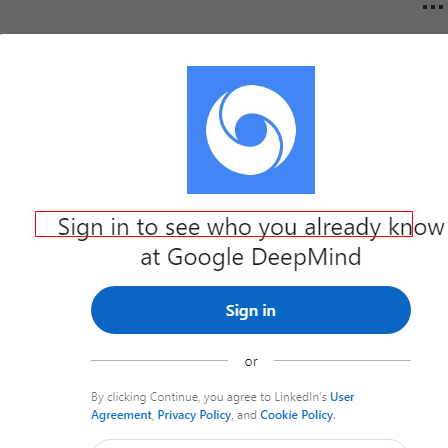 Sign in to see who you already know
at Google DeepMind
Sign in
or
By clicking Continue, you agree to LinkedIn's User
Agreement, Privacy Policy, and Cookie Policy.